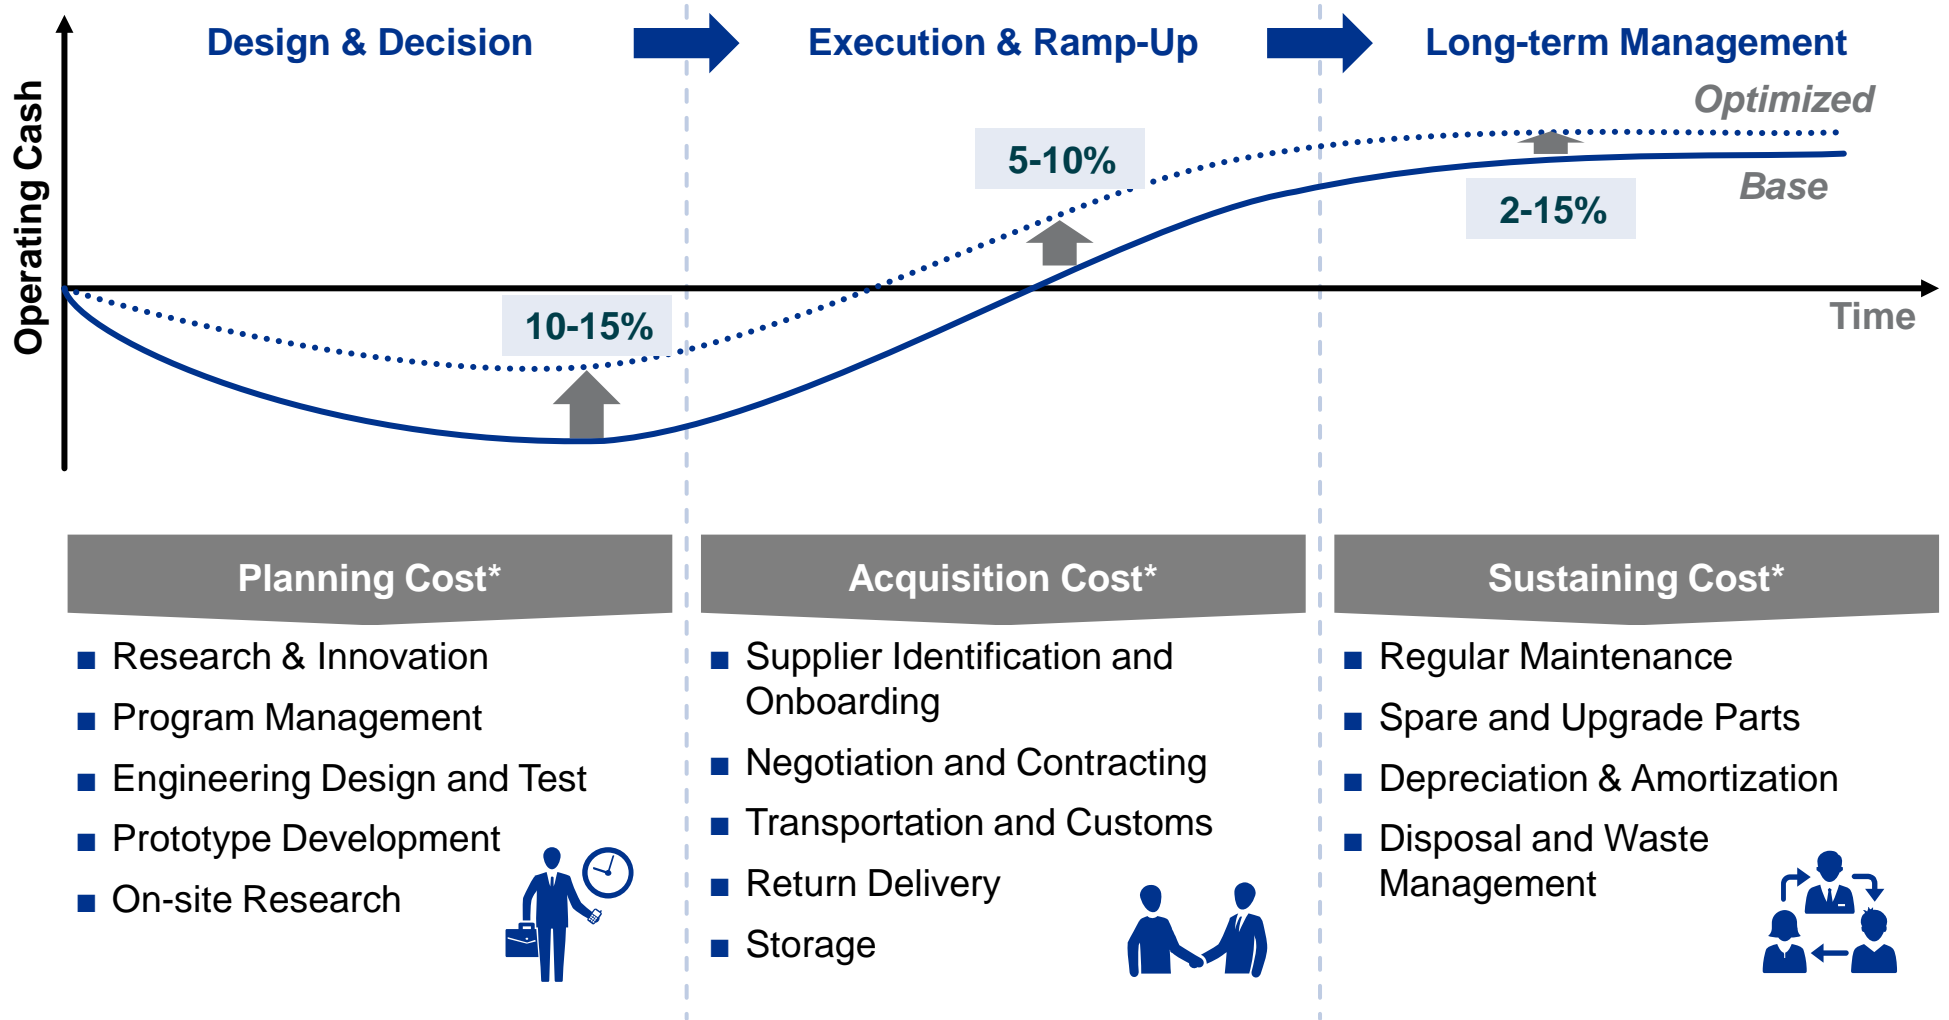 Design & Decision
Execution & Ramp-Up
Long-term Management
Operating Cash
Optimized
5-10%
Base
2-15%
10-15%
Time
Planning Cost*
■ Research & Innovation
■ Program Management
■ Engineering Design and Test
■ Prototype Development
■ On-site Research
Acquisition Cost*
■ Supplier Identification and
Onboarding
■ Negotiation and Contracting
■ Transportation and Customs
■ Return Delivery
■ Storage
Sustaining Cost*
■ Regular Maintenance
■ Spare and Upgrade Parts
■ Depreciation & Amortization
■ Disposal and Waste
Management